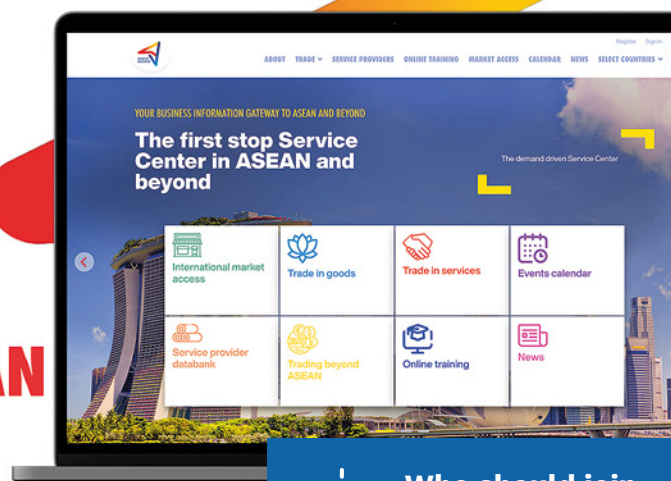 Register Sign-In
ABOUT TRADE SERVICE PROVIDERS ONLINE TRAINING MARKET ACCESS CALENDAR NEWS SELECT COUNTRIES
YOUR BUSINESS INFORMATION GATEWAY TO ASEAN AND BEYOND
The first stop Service
Center in ASEAN and
beyond
The demand driven Service Center
International market
access
Trade in goods
Trade in services
Events calendar
Service provider
databank
Trading beyond
ASEAN
Online training
News
AN
Who should join